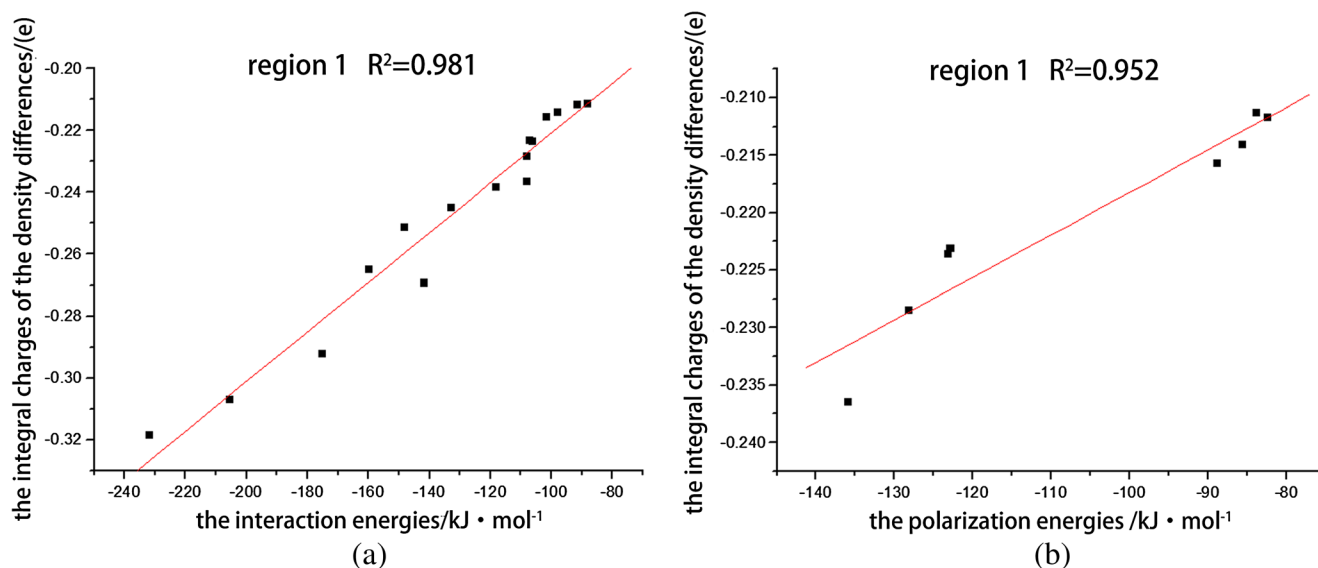 the integral charges of the density differences/(e)
region 1 R²=0.981
-0.20
-0.22
-0.24
-0.26
-0.28
-0.30
-0.32
-240 -220 -200 -180 -160 -140 -120 -100 -80
the interaction energies/kJ・mol⁻¹
(a)
the integral charges of the density differences/(e)
region 1 R²=0.952
-0.210
-0.215
-0.220
-0.225
-0.230
-0.235
-0.240
-140 -130 -120 -110 -100 -90 -80
the polarization energies /kJ・mol⁻¹
(b)